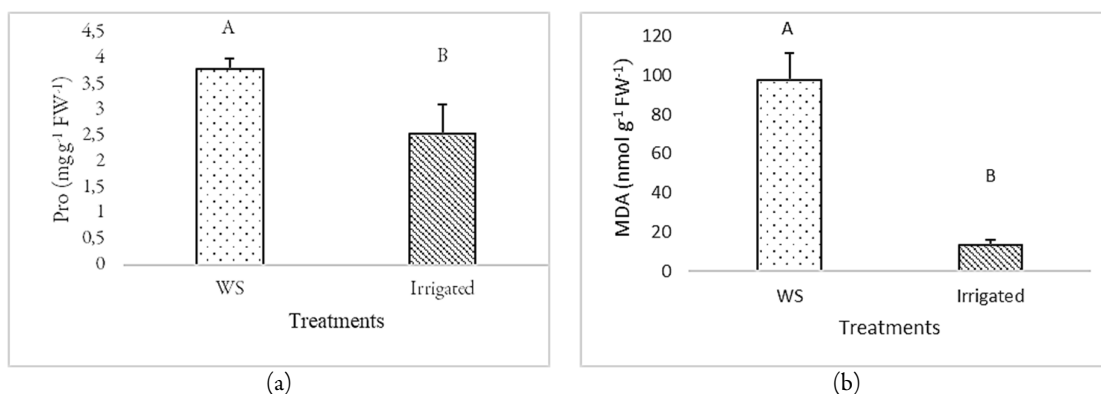 4,5
4
3,5
3
2,5
2
1,5
1
0,5
0
Pro (mg g-1 FW-1)
A
B
WS Irrigated
Treatments
(a)
120
100
80
60
40
20
0
MDA (nmol g-1 FW-1)
A
B
WS Irrigated
Treatments
(b)